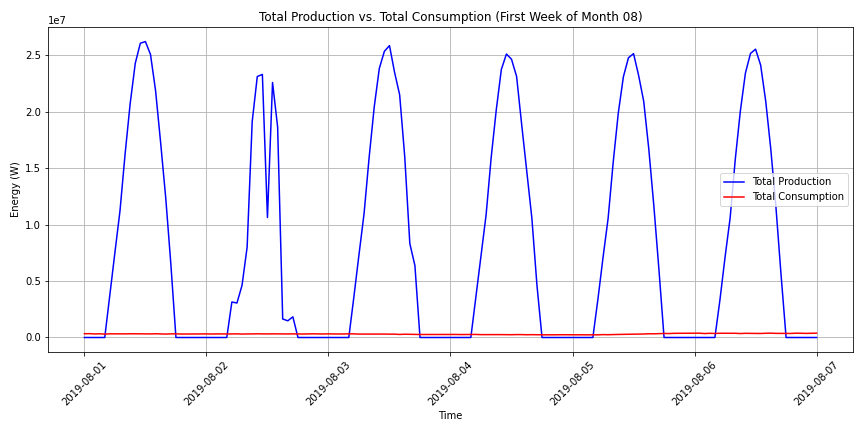 Total Production vs. Total Consumption (First Week of Month 08)
1e7
2.5
2.0
1.5
1.0
0.5
0.0
Energy (W)
Total Production
Total Consumption
2019-08-01
2019-08-02
2019-08-03
2019-08-04
2019-08-05
2019-08-06
2019-08-07
Time